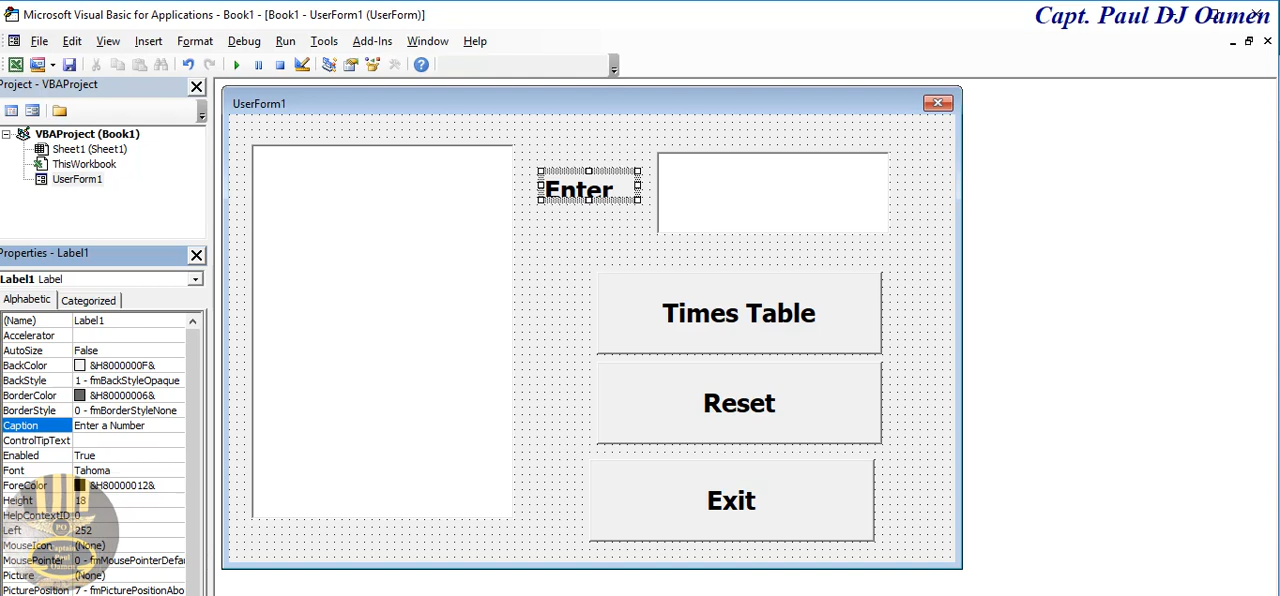 Microsoft Visual Basic for Applications - Book1 - [Book1 - UserForm1 (UserForm)]
Capt. Paul DJ Oamen
File Edit View Insert Format Debug Run Tools Add-Ins Window Help
Project - VBAProject
VBAProject (Book1)
Sheet1 (Sheet1)
ThisWorkbook
UserForm1
Properties - Label1
Label1 Label
Alphabetic Categorized
(Name) Label1
Accelerator
AutoSize False
BackColor &H8000000F&
BackStyle 1 - fmBackStyleOpaque
BorderColor &H80000006&
BorderStyle 0 - fmBorderStyleNone
Caption Enter a Number
ControlTipText
Enabled True
Font Tahoma
ForeColor &H80000012&
Height 18
HelpContextID 0
Left 252
MouseIcon (None)
MousePointer 0 - fmMousePointerDefa
Picture (None)
PicturePosition 7 - fmPicturePositionAbo
UserForm1
Enter
Times Table
Reset
Exit